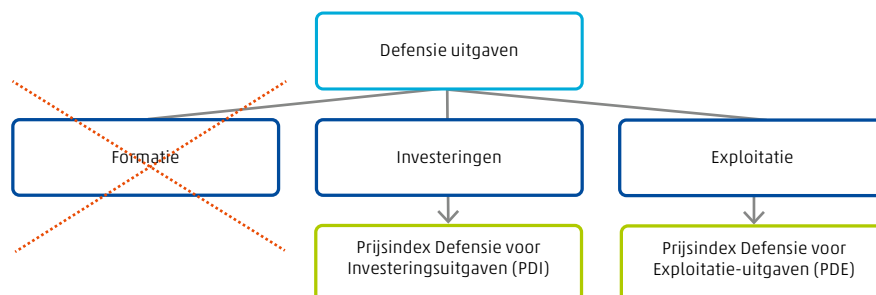 Defensie uitgaven
Formatie
Investeringen
Exploitatie
Prijsindex Defensie voor
Investeringsuitgaven (PDI)
Prijsindex Defensie voor
Exploitatie-uitgaven (PDE)